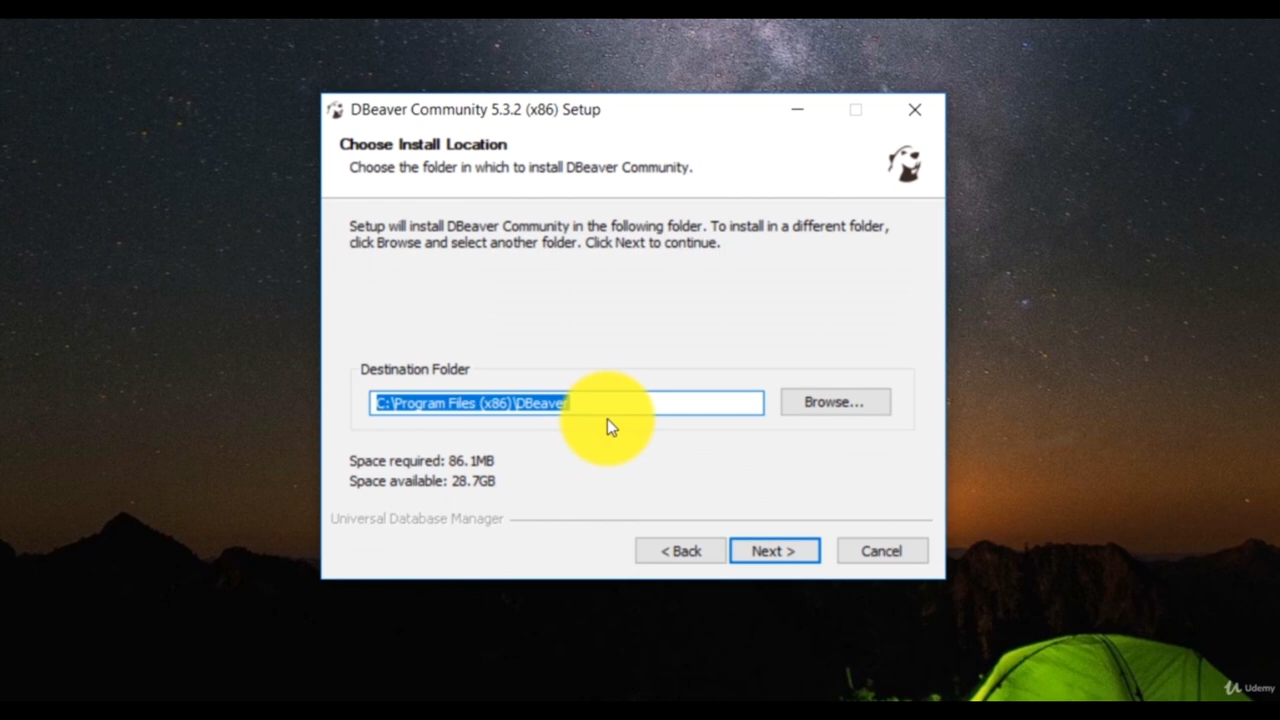 DBeaver Community 5.3.2 (x86) Setup
Choose Install Location
Choose the folder in which to install DBeaver Community.
Setup will install DBeaver Community in the following folder. To install in a different folder,
click Browse and select another folder. Click Next to continue.
Destination Folder
C:\Program Files (x86)\DBeaver
Browse...
Space required: 86.1MB
Space available: 28.7GB
Universal Database Manager
< Back
Next >
Cancel
Udemy